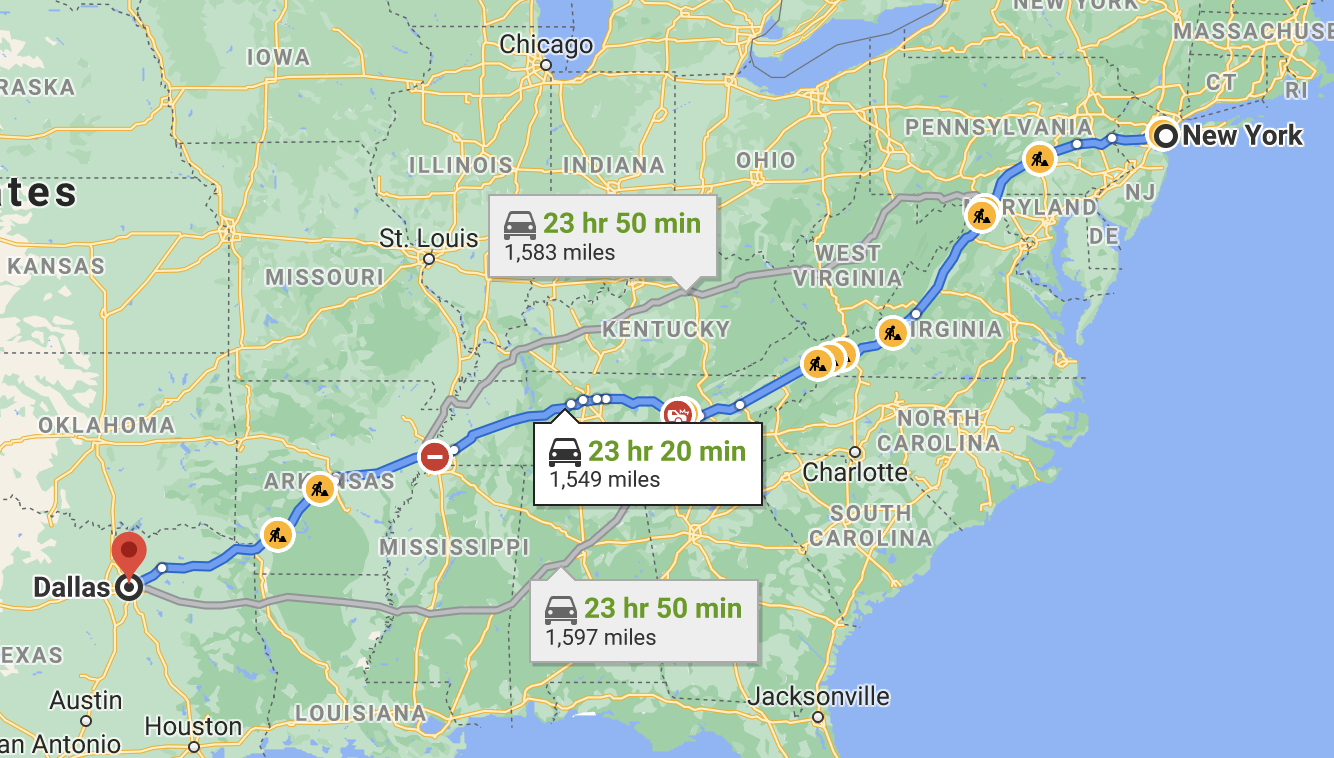 NEW YORK
MASSACHUSE
Chicago
IOWA
RASKA
CT
RI
PENNSYLVANIA
New York
ILLINOIS
INDIANA
OHIO
ates
NJ
RYLAND
23 hr 50 min
1,583 miles
St. Louis
DE
KANSAS
MISSOURI
WEST
VIRGINIA
KENTUCKY
IRGINIA
OKLAHOMA
NORTH
CAROLINA
23 hr 20 min
1,549 miles
Charlotte
ARKANSAS
SOUTH
CAROLINA
MISSISSIPPI
Dallas
23 hr 50 min
1,597 miles
EXAS
Austin
Jacksonville
LOUISIANA
Houston
an Antonio